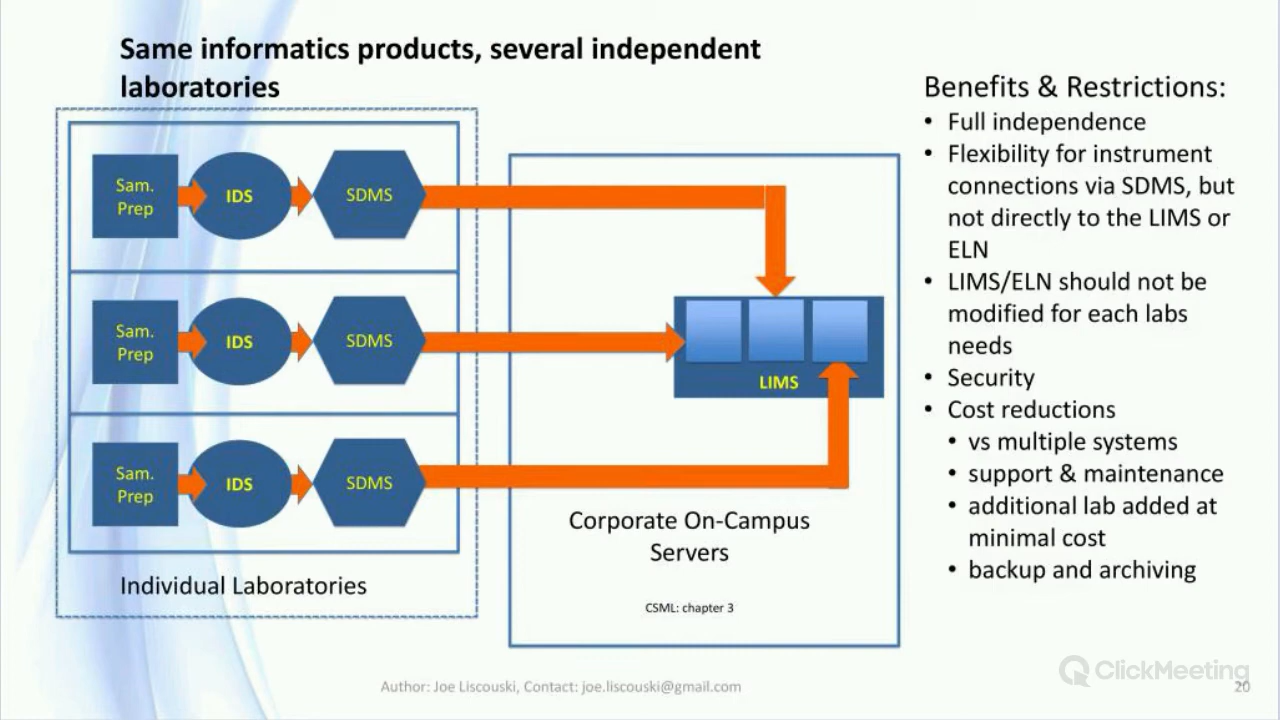 Same informatics products, several independent
laboratories
Sam.
Prep
IDS
SDMS
Sam.
Prep
IDS
SDMS
Sam.
Prep
IDS
SDMS
Individual Laboratories
LIMS
Corporate On-Campus
Servers
CSML: chapter 3
Benefits & Restrictions:
• Full independence
• Flexibility for instrument
connections via SDMS, but
not directly to the LIMS or
ELN
• LIMS/ELN should not be
modified for each labs
needs
• Security
• Cost reductions
• vs multiple systems
• support & maintenance
• additional lab added at
minimal cost
• backup and archiving
ClickMeeting
Author: Joe Liscouski, Contact: joe.liscouski@gmail.com
20